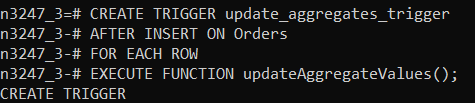 n3247_3=# CREATE TRIGGER update_aggregates_trigger
n3247_3-# AFTER INSERT ON Orders
n3247_3-# FOR EACH ROW
n3247_3-# EXECUTE FUNCTION updateAggregateValues();
CREATE TRIGGER